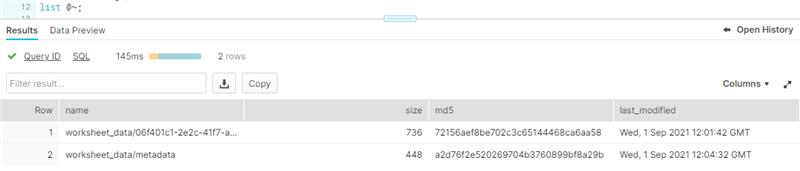 12 list @~;
Results Data Preview Open History
Query ID SQL 145ms 2 rows
Filter result... Copy Columns
Row name size md5 last_modified
1 worksheet_data/06f401c1-2e2c-41f7-a... 736 72156aef8be702c3c65144468ca6aa58 Wed, 1 Sep 2021 12:01:42 GMT
2 worksheet_data/metadata 448 a2d76f2e520269704b3760899bf8a29b Wed, 1 Sep 2021 12:04:32 GMT